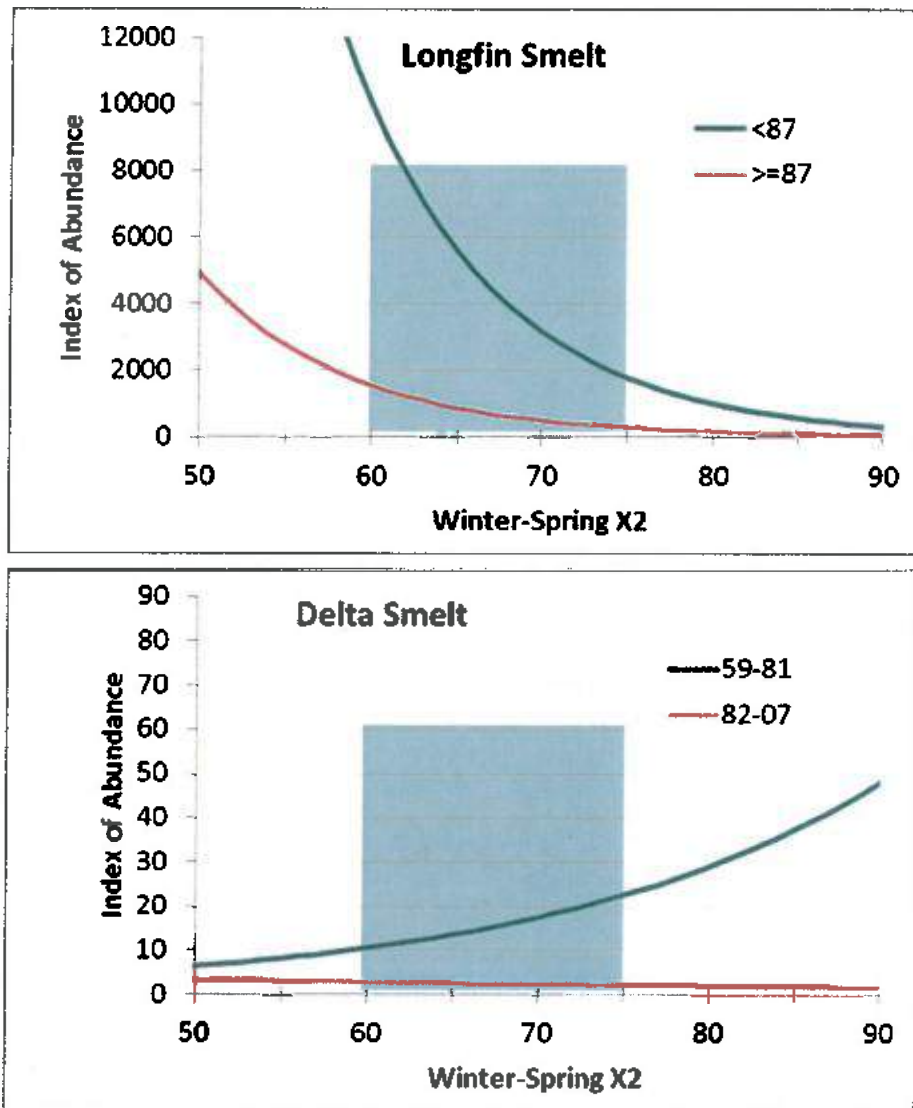 Longfin Smelt
Index of Abundance
12000
10000
8000
6000
4000
2000
0
<87
>=87
50 60 70 80 90
Winter-Spring X2
Delta Smelt
Index of Abundance
90
80
70
60
50
40
30
20
10
0
59-81
82-07
50 60 70 80 90
Winter-Spring X2